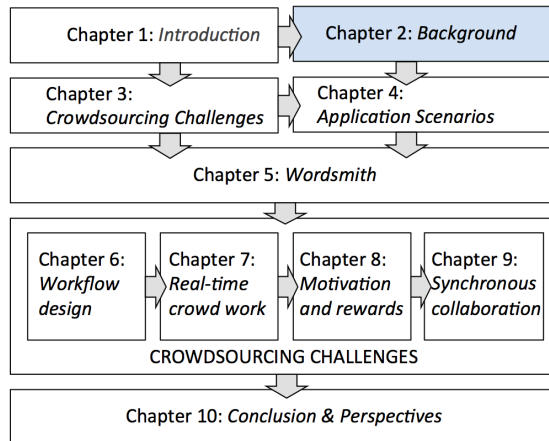 Chapter 1: Introduction
Chapter 2: Background
Chapter 3:
Crowdsourcing Challenges
Chapter 4:
Application Scenarios
Chapter 5: Wordsmith
Chapter 6:
Workflow
design
Chapter 7:
Real-time
crowd work
Chapter 8:
Motivation
and rewards
Chapter 9:
Synchronous
collaboration
CROWDSOURCING CHALLENGES
Chapter 10: Conclusion & Perspectives